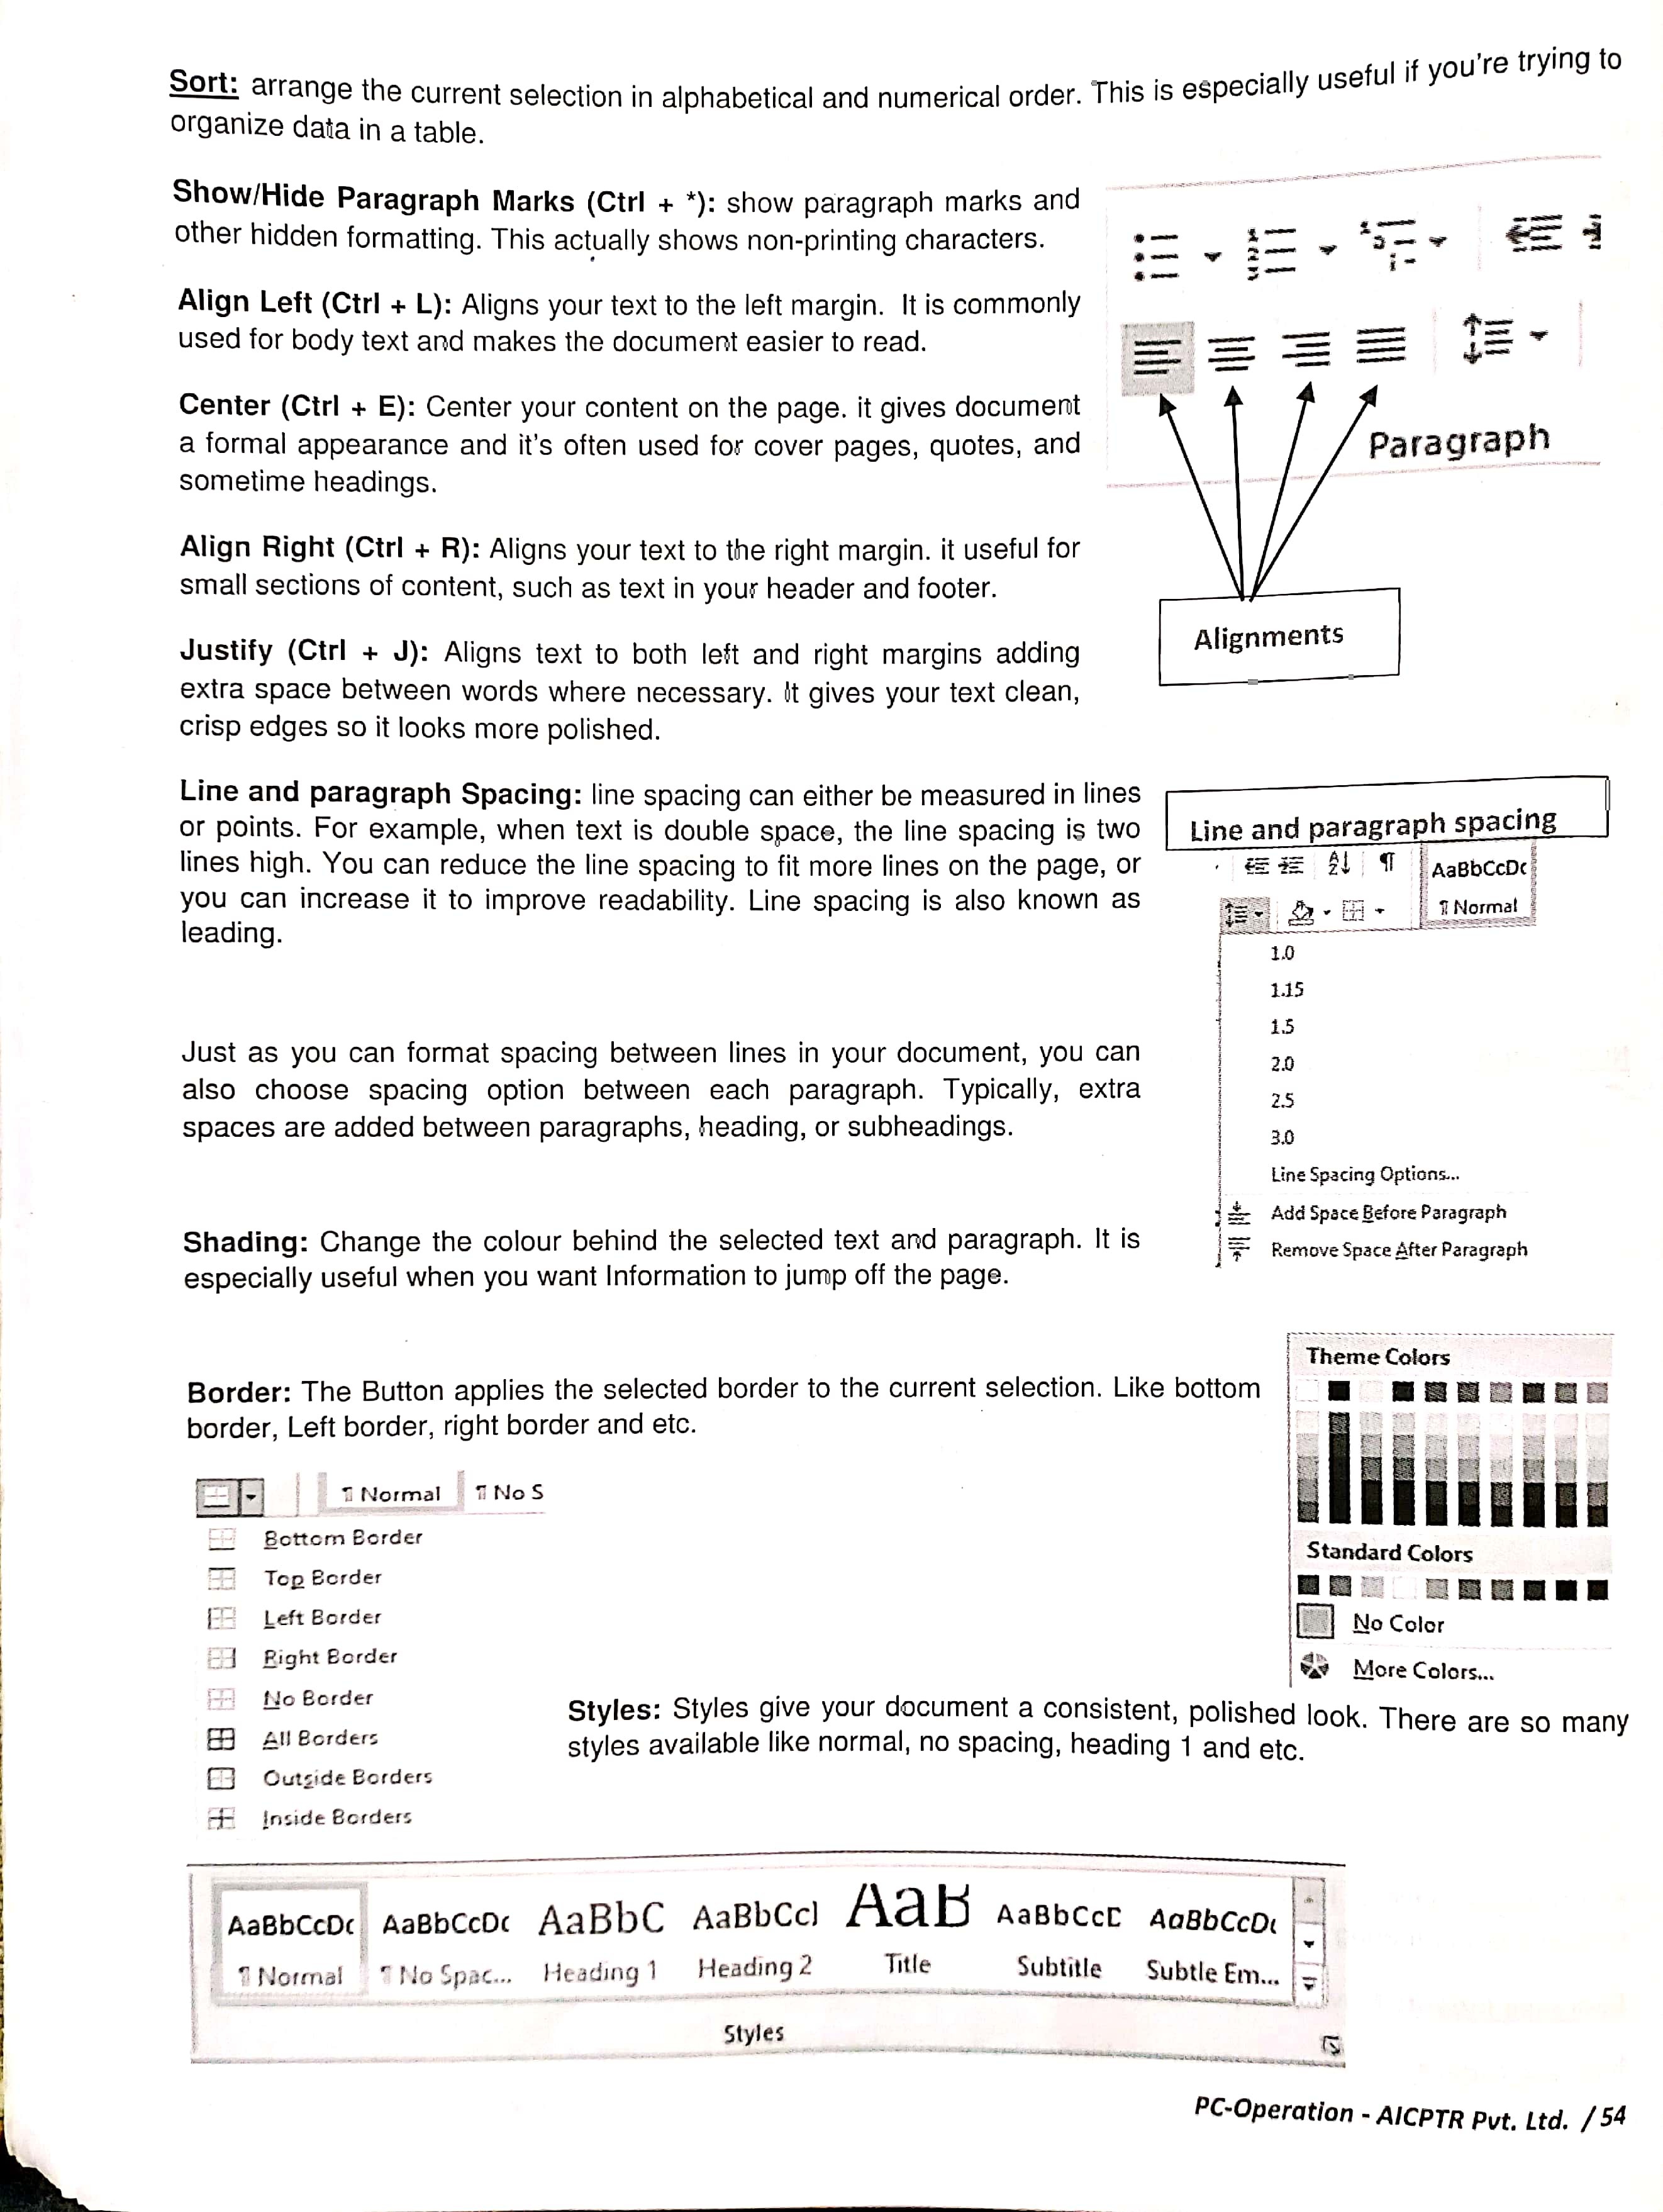 Sort: arrange the current selection in alphabetical and numerical order. This is especially useful if you're trying to
organize data in a table.
Show/Hide Paragraph Marks (Ctrl + *): show paragraph marks and
other hidden formatting. This actually shows non-printing characters.
Align Left (Ctrl + L): Aligns your text to the left margin. It is commonly
used for body text and makes the document easier to read.
Center (Ctrl + E): Center your content on the page. it gives document
a formal appearance and it's often used for cover pages, quotes, and
sometime headings.
Align Right (Ctrl + R): Aligns your text to the right margin. it useful for
small sections of content, such as text in your header and footer.
Justify (Ctrl + J): Aligns text to both left and right margins adding
extra space between words where necessary. It gives your text clean,
crisp edges so it looks more polished.
Paragraph
Alignments
Line and paragraph Spacing: line spacing can either be measured in lines
or points. For example, when text is double space, the line spacing is two
lines high. You can reduce the line spacing to fit more lines on the page, or
you can increase it to improve readability. Line spacing is also known as
leading.
Just as you can format spacing between lines in your document, you can
also choose spacing option between each paragraph. Typically, extra
spaces are added between paragraphs, heading, or subheadings.
Line and paragraph spacing
AaBbCcDc
¶ Normal
1.0
1.15
1.5
2.0
2.5
3.0
Line Spacing Options...
Add Space Before Paragraph
Remove Space After Paragraph
Shading: Change the colour behind the selected text and paragraph. It is
especially useful when you want Information to jump off the page.
Border: The Button applies the selected border to the current selection. Like bottom
border, Left border, right border and etc.
Theme Colors
Standard Colors
No Color
More Colors...
¶ Normal ¶ No S
Bottom Border
Top Border
Left Border
Right Border
No Border
All Borders
Outside Borders
Inside Borders
Styles: Styles give your document a consistent, polished look. There are so many
styles available like normal, no spacing, heading 1 and etc.
AaBbCcDc AaBbCcDc AaBbC AaBbCcl AaB AaBbCcD AaBbCcDc
¶ Normal ¶ No Spac... Heading 1 Heading 2 Title Subtitle Subtle Em...
Styles
PC-Operation - AICPTR Pvt. Ltd. / 54